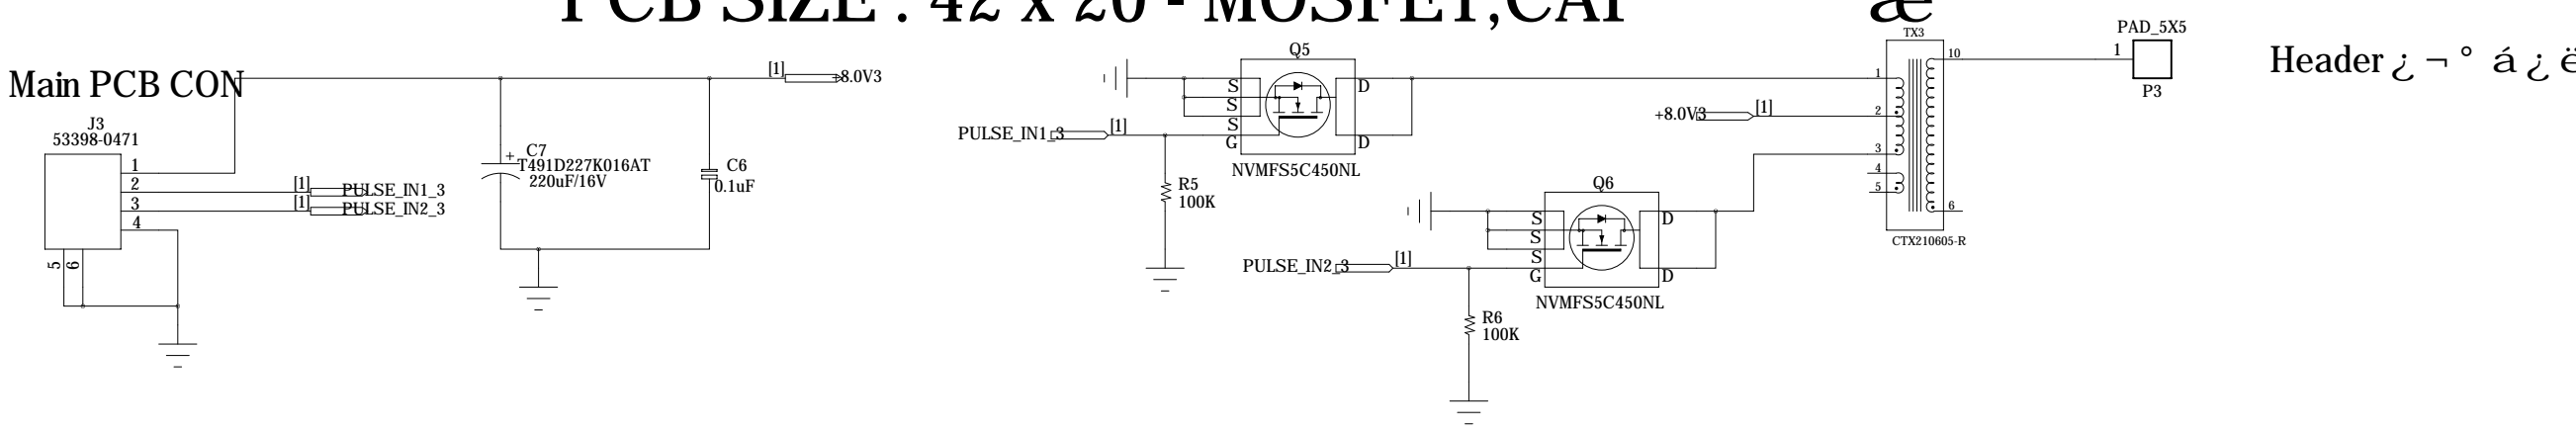 PCB SIZE : 42 x 20 - MOSFET,CAP æ
Main PCB CON
J3
53398-0471
1
2
3
4
5
6
[1]
PULSE_IN1_3
[1]
PULSE_IN2_3
+
C7
T491D227K016AT
220uF/16V
C6
0.1uF
[1]
+8.0V3
Q5
S
S
S
G
D
D
NVMFS5C450NL
PULSE_IN1_3
[1]
R5
100K
Q6
S
S
S
G
D
D
NVMFS5C450NL
PULSE_IN2_3
[1]
R6
100K
+8.0V3
[1]
TX3
1
2
3
4
5
10
6
CTX210605-R
PAD_5X5
1
P3
Header ¿ ¬ ° á ¿ ë